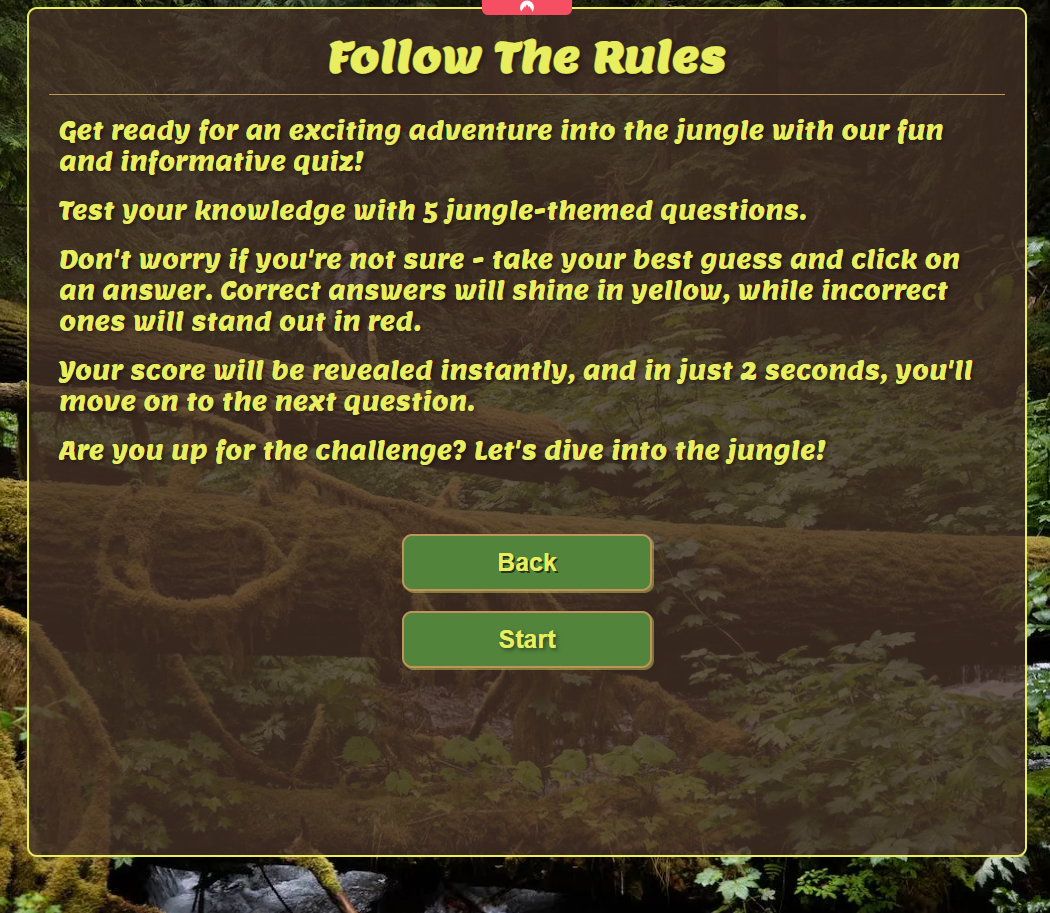 Follow The Rules
Get ready for an exciting adventure into the jungle with our fun
and informative quiz!
Test your knowledge with 5 jungle-themed questions.
Don't worry if you're not sure - take your best guess and click on
an answer. Correct answers will shine in yellow, while incorrect
ones will stand out in red.
Your score will be revealed instantly, and in just 2 seconds, you'll
move on to the next question.
Are you up for the challenge? Let's dive into the jungle!
Back
Start